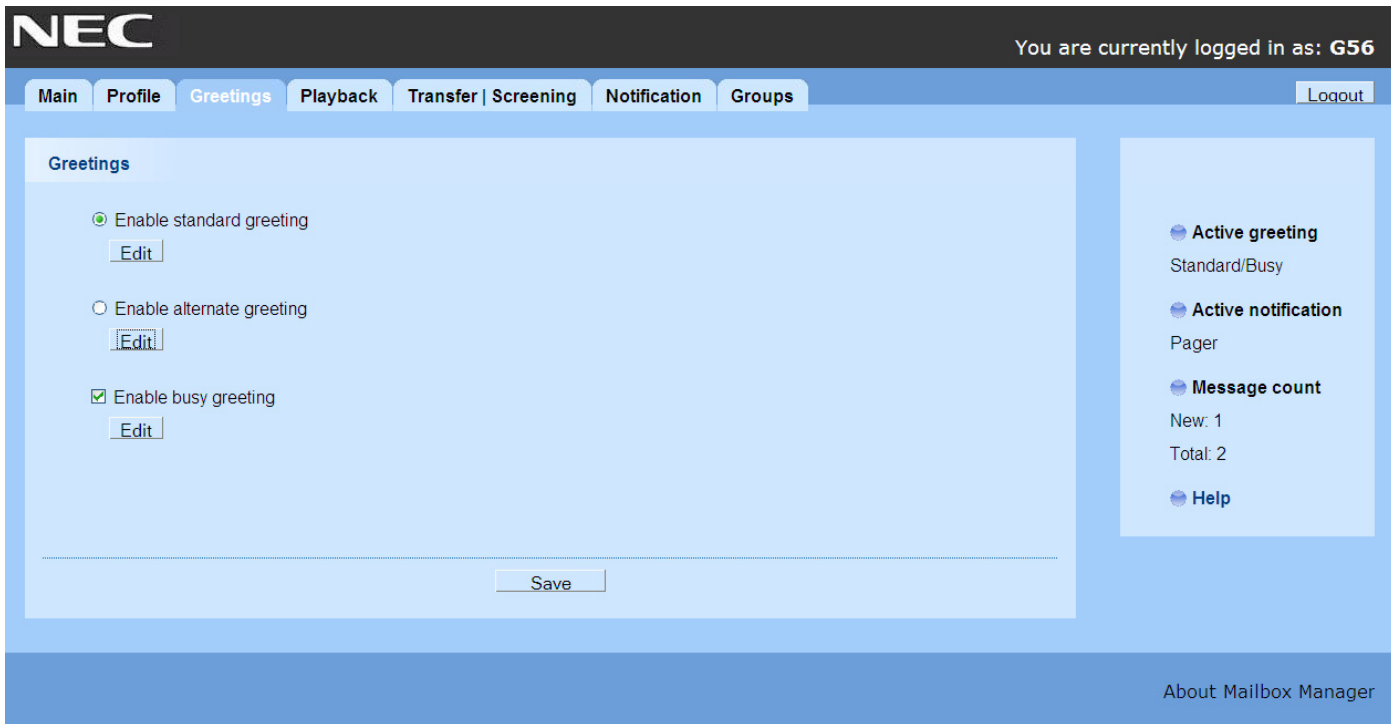 NEC
You are currently logged in as: G56
Main Profile Greetings Playback Transfer | Screening Notification Groups Logout
Greetings
Enable standard greeting
Edit
Enable alternate greeting
Edit
Enable busy greeting
Edit
Save
Active greeting
Standard/Busy
Active notification
Pager
Message count
New: 1
Total: 2
Help
About Mailbox Manager